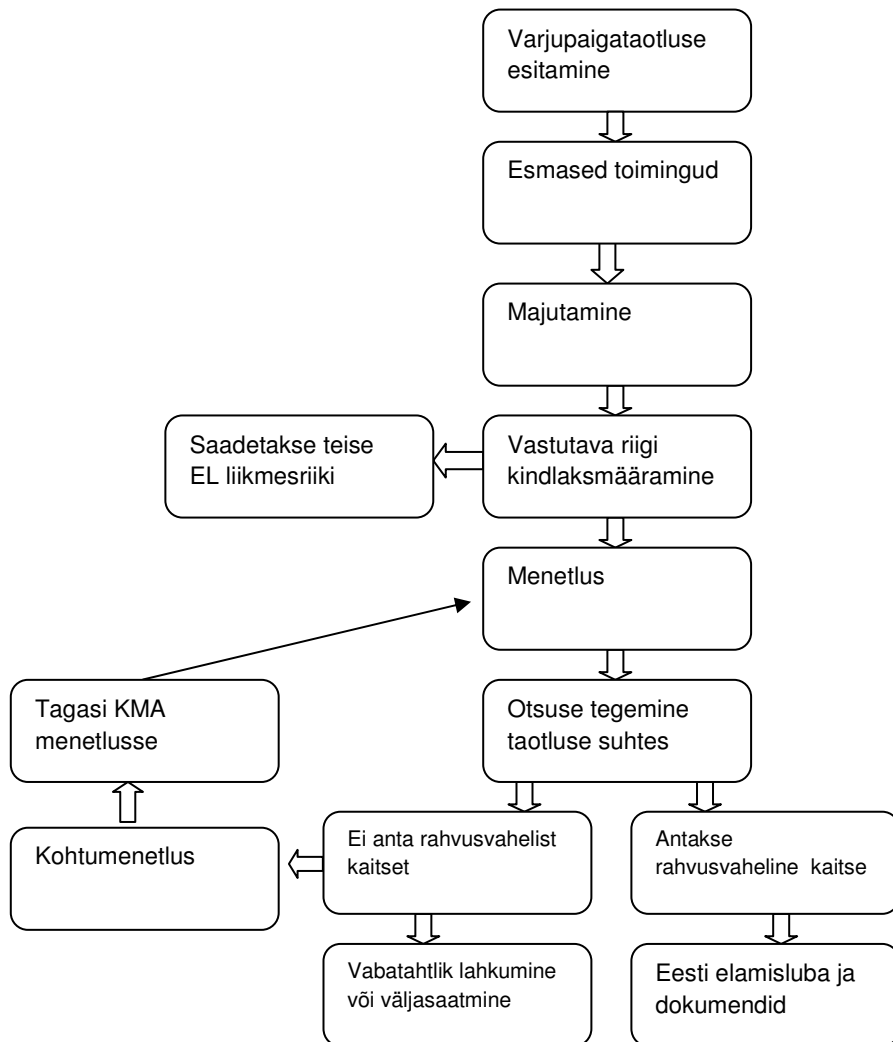 Varjupaigataotluse
esitamine
Esmased toimingud
Majutamine
Saadetakse teise
EL liikmesriiki
Vastutava riigi
kindlaksmääramine
Menetlus
Tagasi KMA
menetlusse
Otsuse tegemine
taotluse suhtes
Kohtumenetlus
Ei anta rahvusvahelist
kaitset
Antakse
rahvusvaheline kaitse
Vabatahtlik lahkumine
või väljasaatmine
Eesti elamisluba ja
dokumendid